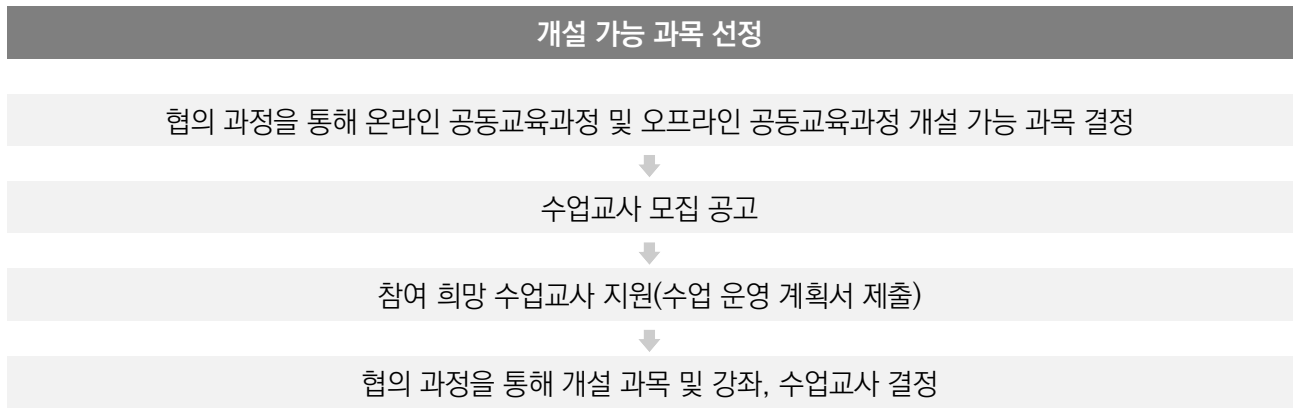 개설 가능 과목 선정
협의 과정을 통해 온라인 공동교육과정 및 오프라인 공동교육과정 개설 가능 과목 결정
수업교사 모집 공고
참여 희망 수업교사 지원(수업 운영 계획서 제출)
협의 과정을 통해 개설 과목 및 강좌, 수업교사 결정